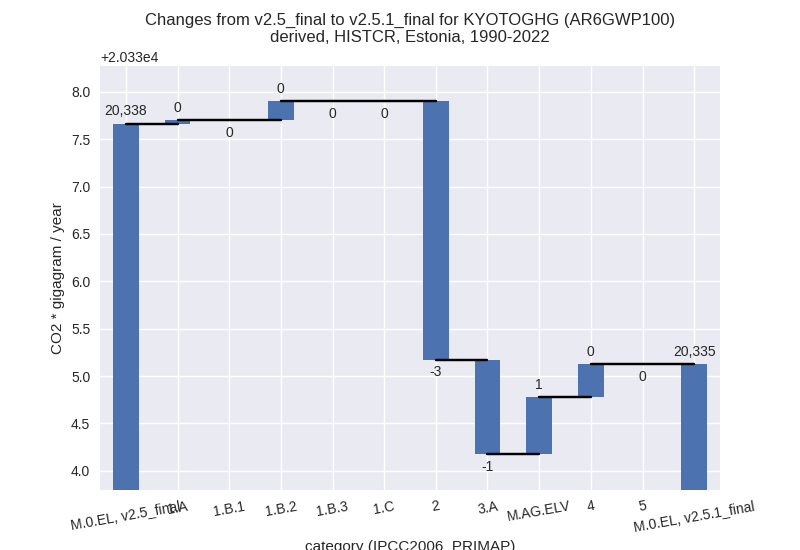 Changes from v2.5_final to v2.5.1_final for KYOTOGHG (AR6GWP100)
derived, HISTCR, Estonia, 1990-2022
+2.033e4
8.0
7.5
7.0
6.5
6.0
5.5
5.0
4.5
4.0
CO2 * gigagram / year
20,338
0
0
0
0
0
-3
-1
1
0
0
20,335
M.0.EL, v2.5_final
1.A
1.B.1
1.B.2
1.B.3
1.C
2
3.A
M.AG.ELV
4
5
M.0.EL, v2.5.1_final
category (IPCC2006_PRIMAP)